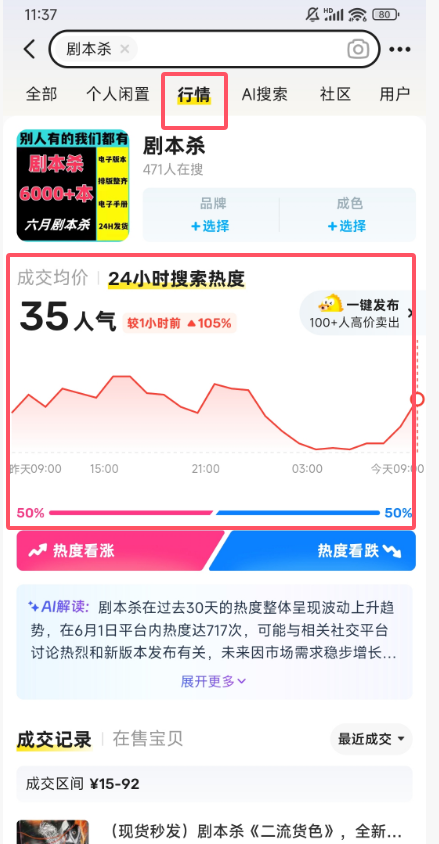 11:37
HD
80
剧本杀 ×
全部 个人闲置 行情 AI搜索 社区 用户
别人有的我们都有
剧本杀
6000+本
六月剧本杀
电子版本
排版整齐
电子手册
24H发货
剧本杀
471人在搜
品牌 成色
+选择 +选择
成交均价 24小时搜索热度
35人气 较1小时前 ▲105%
一键发布
100+人高价卖出
昨天09:00 15:00 21:00 03:00 今天09:00
50% 50%
热度看涨 热度看跌
AI解读: 剧本杀在过去30天的热度整体呈现波动上升趋
势，在6月1日平台内热度达717次，可能与相关社交平台
讨论热烈和新版本发布有关，未来因市场需求稳步增长...
展开更多
成交记录 在售宝贝 最近成交
成交区间 ¥15-92
（现货秒发）剧本杀《二流货色》，全新...